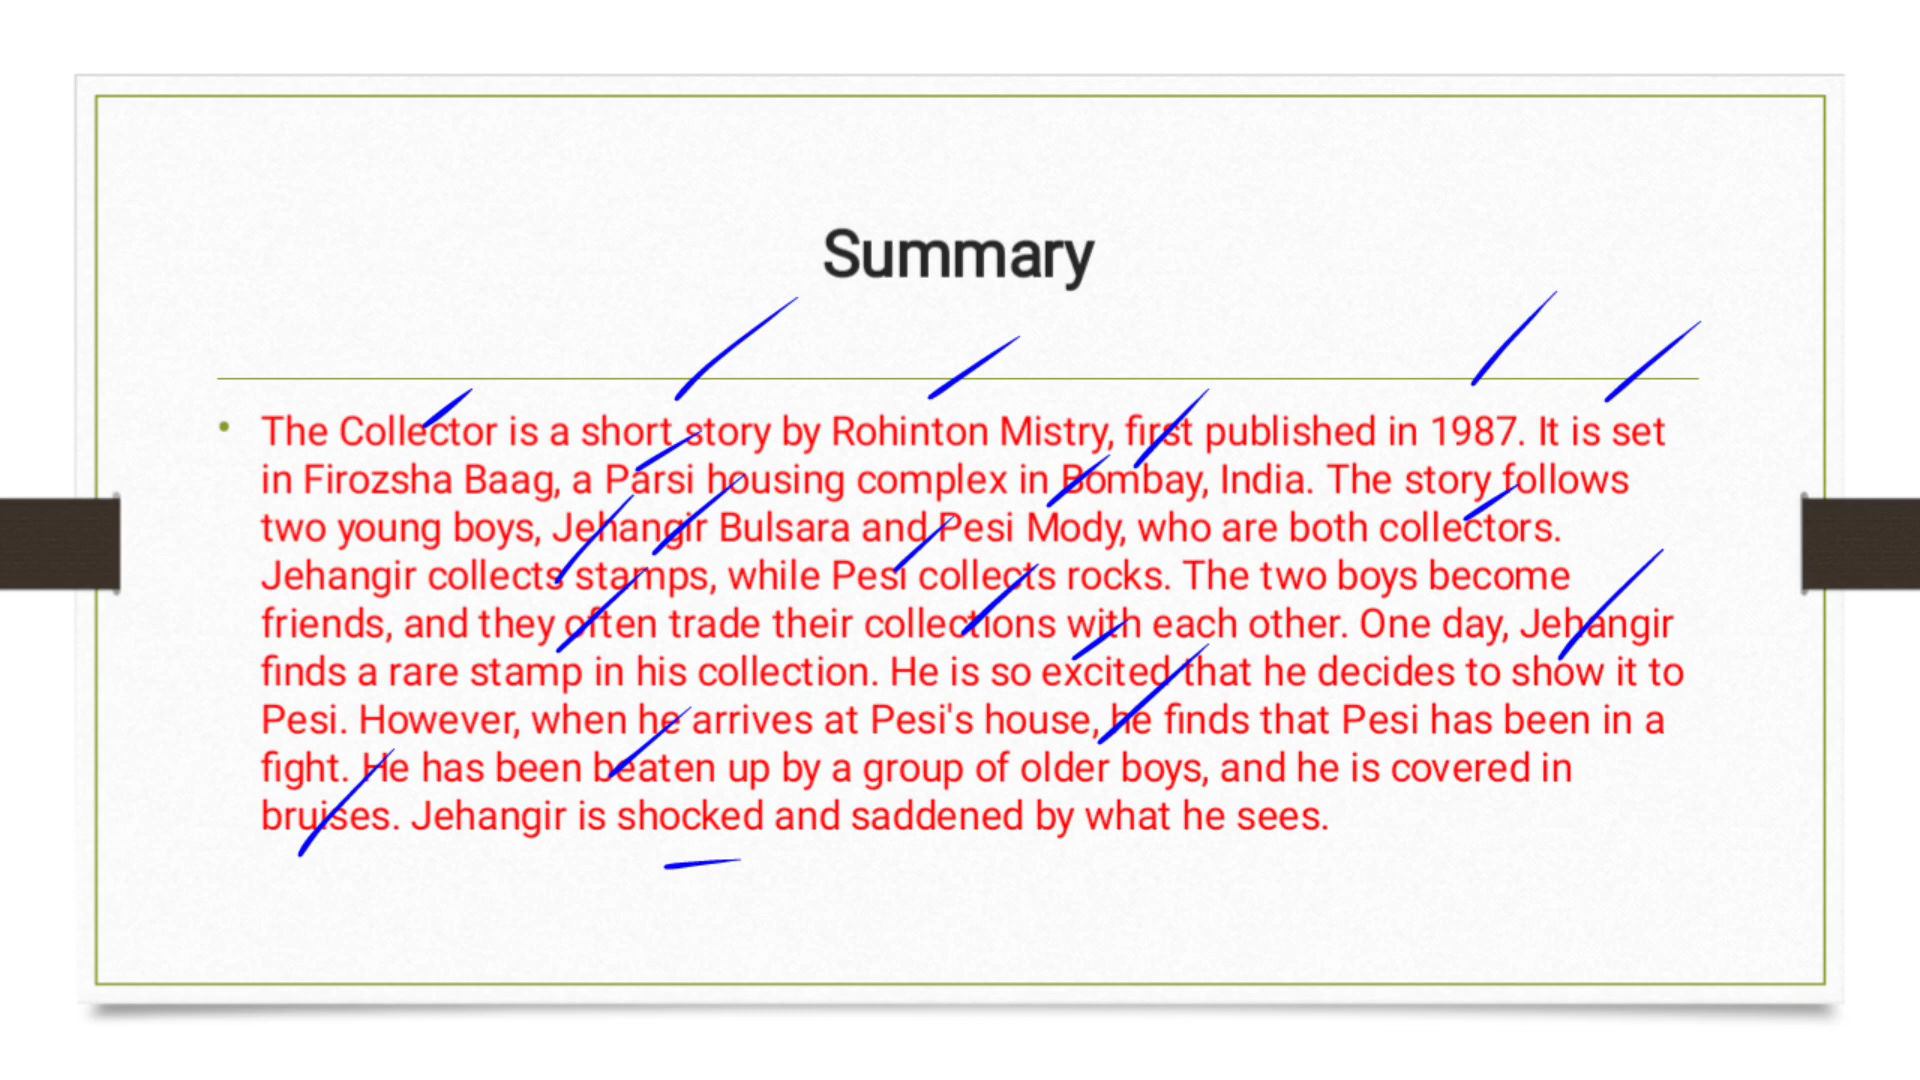 Summary
• The Collector is a short story by Rohinton Mistry, first published in 1987. It is set
in Firozsha Baag, a Parsi housing complex in Bombay, India. The story follows
two young boys, Jehangir Bulsara and Pesi Mody, who are both collectors.
Jehangir collects stamps, while Pesi collects rocks. The two boys become
friends, and they often trade their collections with each other. One day, Jehangir
finds a rare stamp in his collection. He is so excited that he decides to show it to
Pesi. However, when he arrives at Pesi's house, he finds that Pesi has been in a
fight. He has been beaten up by a group of older boys, and he is covered in
bruises. Jehangir is shocked and saddened by what he sees.